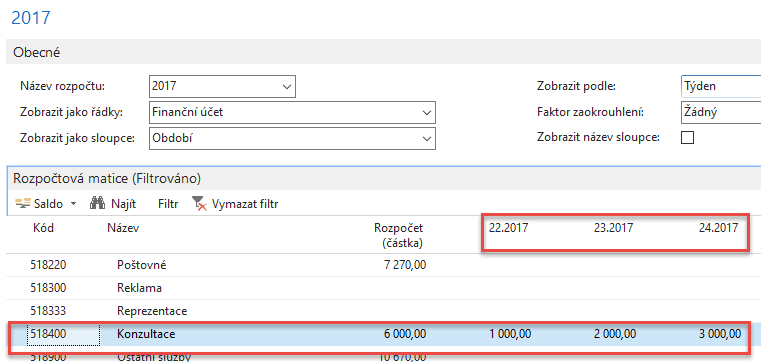 2017
Obecné
Název rozpočtu: 2017 Zobrazit podle: Týden
Zobrazit jako řádky: Finanční účet Faktor zaokrouhlení: Žádný
Zobrazit jako sloupce: Období Zobrazit název sloupce:
Rozpočtová matice (Filtrováno)
Saldo Najít Filtr Vymazat filtr
Kód Název Rozpočet (částka) 22.2017 23.2017 24.2017
518220 Poštovné 7 270,00
518300 Reklama
518333 Reprezentace
518400 Konzultace 6 000,00 1 000,00 2 000,00 3 000,00
518900 Ostatní služby 10 670,00